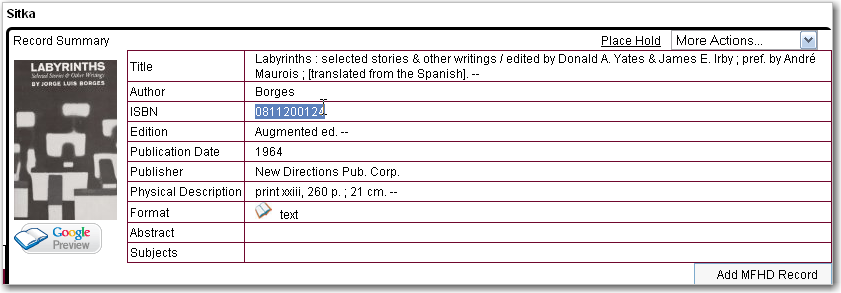 Sitka
Record Summary
Place Hold
More Actions...
LABYRINTHS
Selected Stories & Other Writings
BY JORGE LUIS BORGES
Google
Preview
Title Labyrinths : selected stories & other writings / edited by Donald A. Yates & James E. Irby ; pref. by André
Maurois ; [translated from the Spanish]. --
Author Borges
ISBN 0811200124
Edition Augmented ed. --
Publication Date 1964
Publisher New Directions Pub. Corp.
Physical Description print xxiii, 260 p. ; 21 cm. --
Format text
Abstract
Subjects
Add MFHD Record